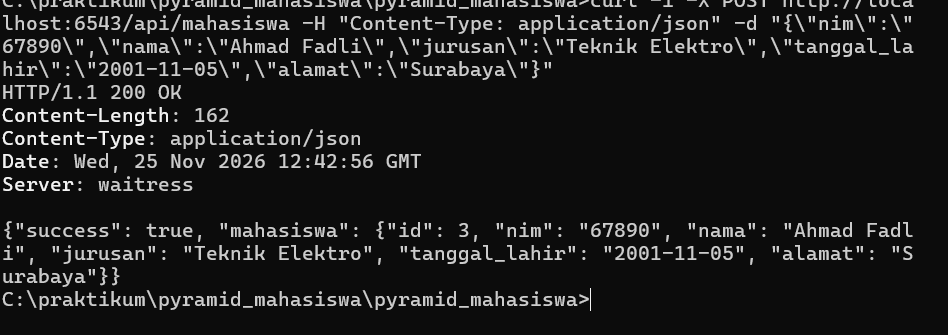 C:\praktikum\pyramid_mahasiswa\pyramid_mahasiswa>curl -i -X POST http://loca
lhost:6543/api/mahasiswa -H "Content-Type: application/json" -d "{\"nim\":\"
67890\",\"nama\":\"Ahmad Fadli\",\"jurusan\":\"Teknik Elektro\",\"tanggal_la
hir\":\"2001-11-05\",\"alamat\":\"Surabaya\"}"
HTTP/1.1 200 OK
Content-Length: 162
Content-Type: application/json
Date: Wed, 25 Nov 2026 12:42:56 GMT
Server: waitress

{"success": true, "mahasiswa": {"id": 3, "nim": "67890", "nama": "Ahmad Fadl
i", "jurusan": "Teknik Elektro", "tanggal_lahir": "2001-11-05", "alamat": "S
urabaya"}}
C:\praktikum\pyramid_mahasiswa\pyramid_mahasiswa>